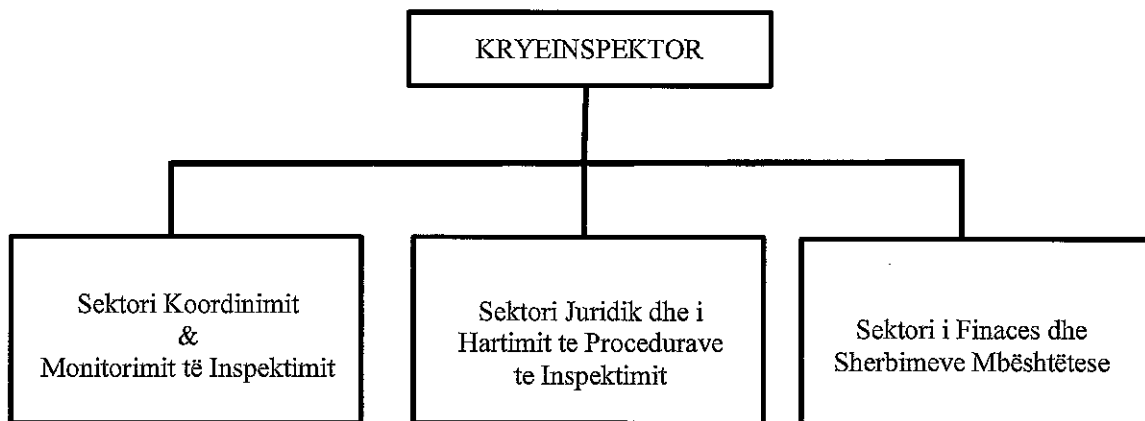 KRYEINSPEKTOR
Sektori Koordinimit
&
Monitorimit të Inspektimit
Sektori Juridik dhe i
Hartimit te Procedurave
te Inspektimit
Sektori i Finaces dhe
Sherbimeve Mbështëtese